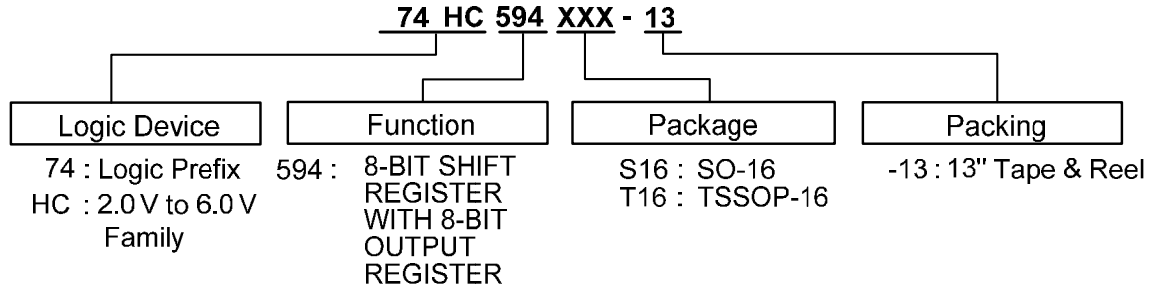 74 HC 594 XXX - 13
Logic Device
74 : Logic Prefix
HC : 2.0 V to 6.0 V
Family
Function
594 : 8-BIT SHIFT
REGISTER
WITH 8-BIT
OUTPUT
REGISTER
Package
S16 : SO-16
T16 : TSSOP-16
Packing
-13 : 13" Tape & Reel